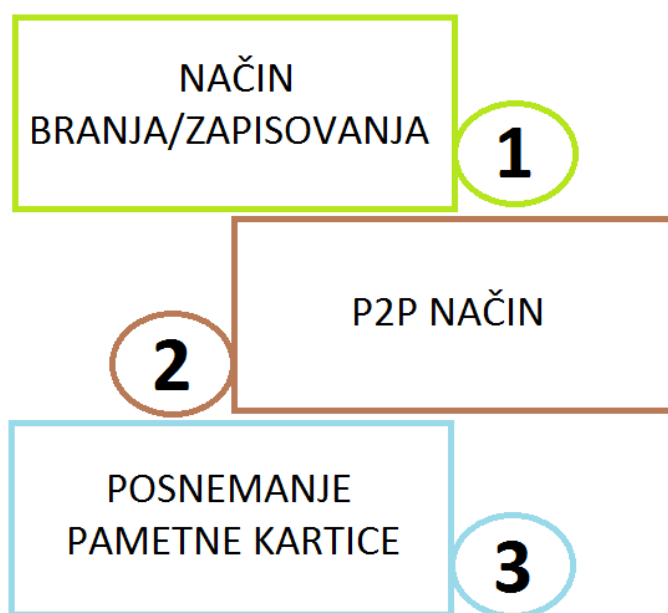 NAČIN
BRANJA/ZAPISOVANJA
1
P2P NAČIN
2
POSNEMANJE
PAMETNE KARTICE
3